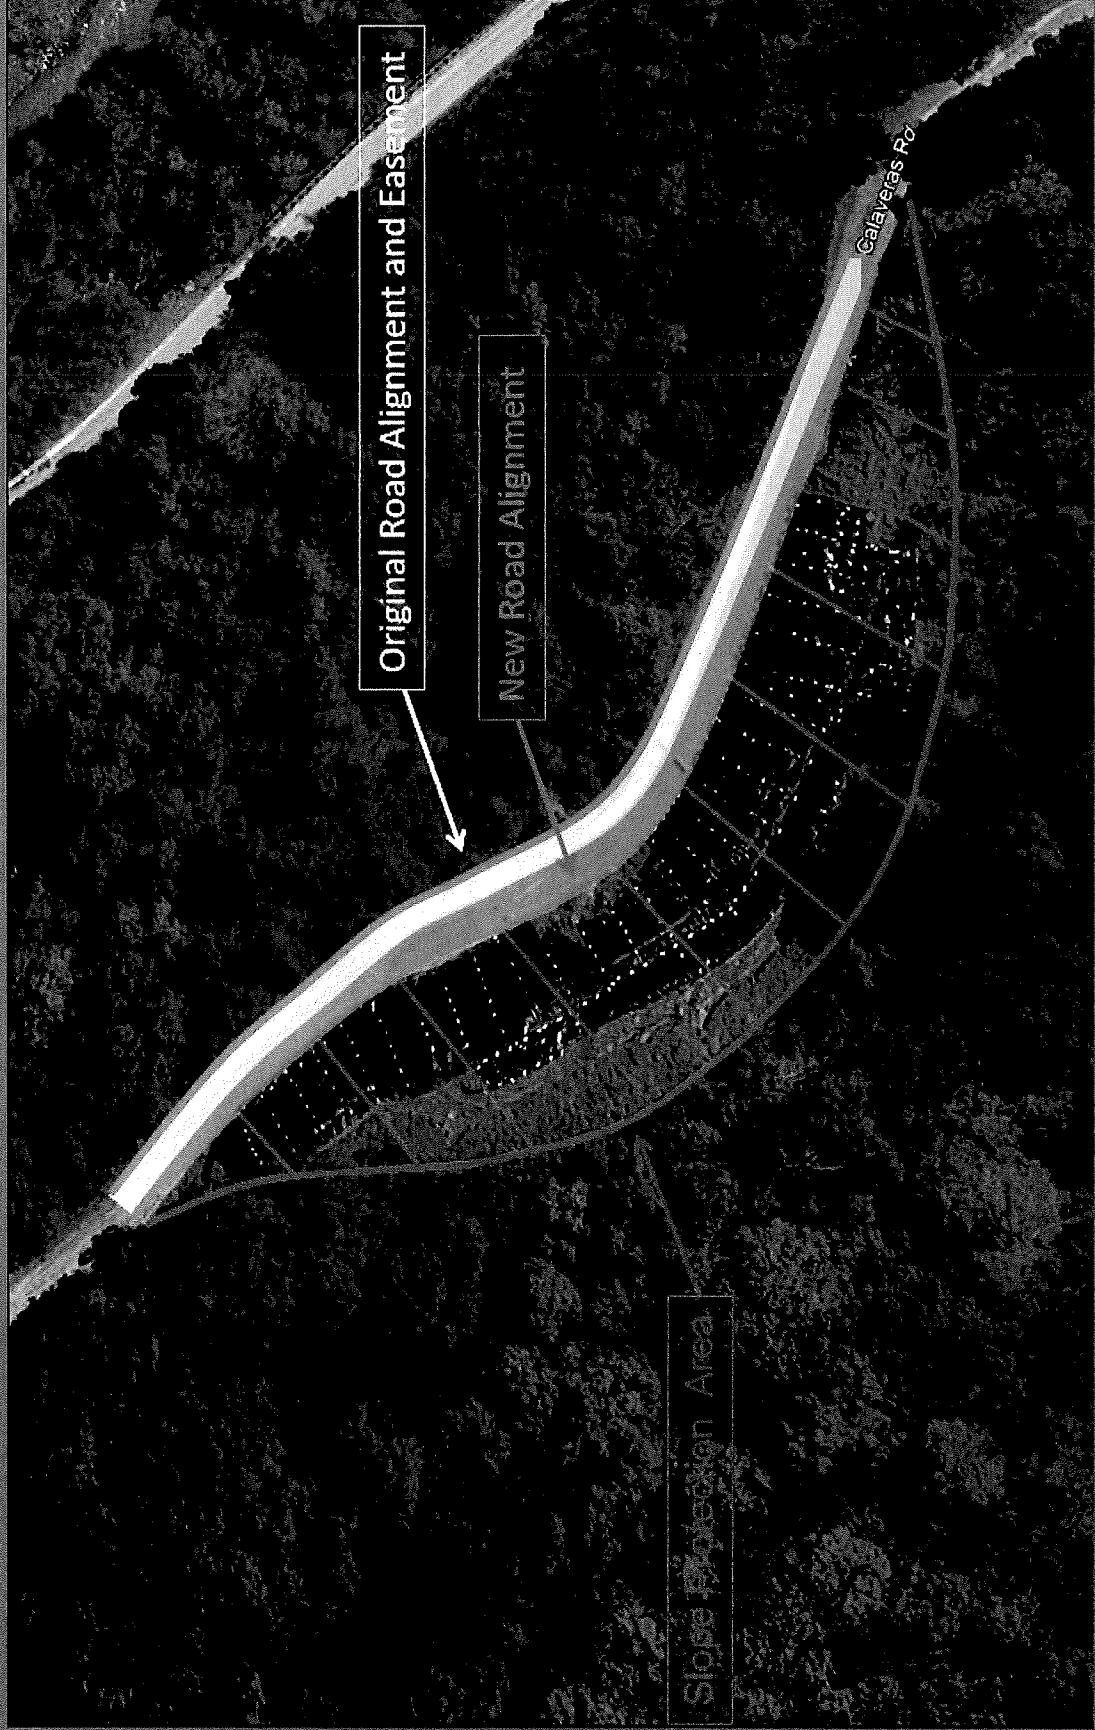 Original Road Alignment and Easement
New Road Alignment
Calaveras Rd
Slope Protection Area